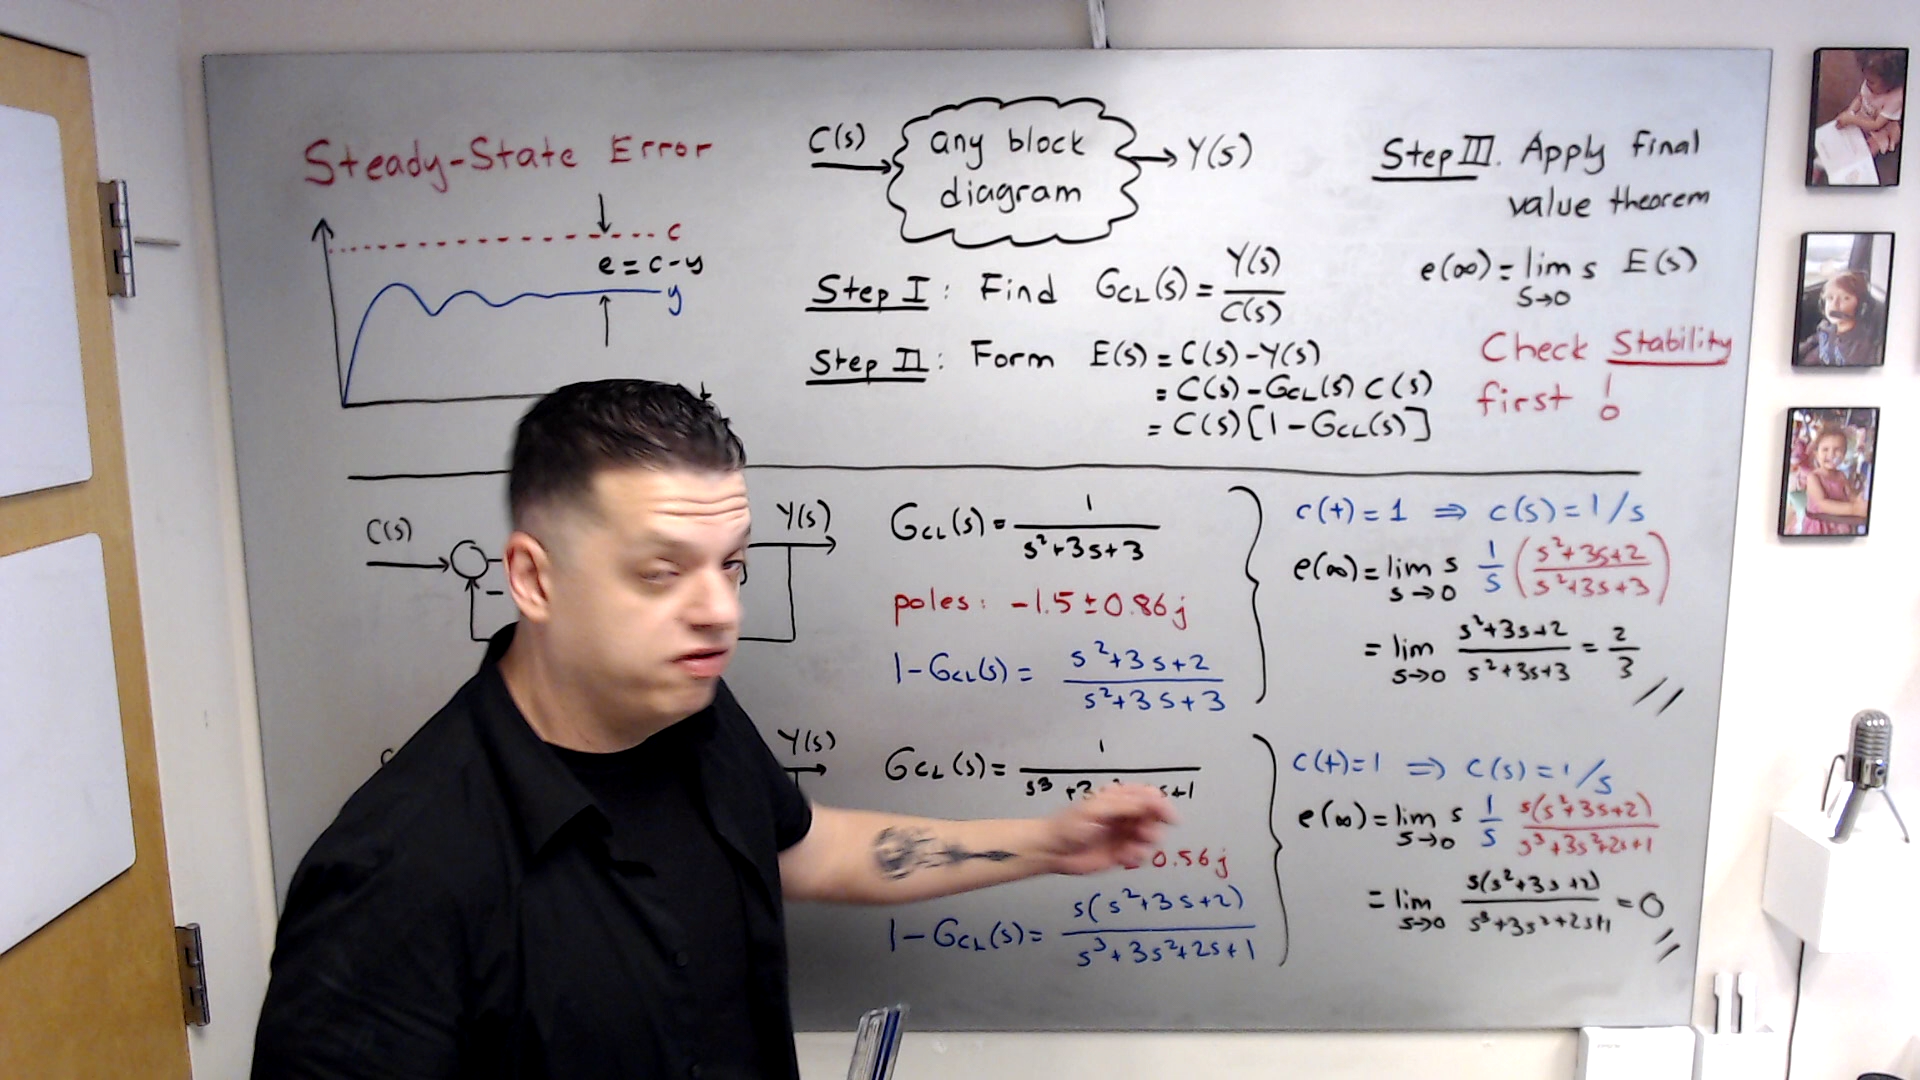 Steady-State Error
c
e = c - y
y
t
C(s)
any block
diagram
Y(s)
Step I: Find G_CL(s) = Y(s)/C(s)
Step II: Form E(s) = C(s) - Y(s)
= C(s) - G_CL(s) C(s)
= C(s)[1 - G_CL(s)]
Step III. Apply final
value theorem
e(∞) = lim s→0 s E(s)
Check Stability
first !
C(s)
-
Y(s)
G_CL(s) = 1/(s²+3s+3)
poles: -1.5 ± 0.86j
1 - G_CL(s) = (s²+3s+2)/(s²+3s+3)
c(t) = 1 ⇒ C(s) = 1/s
e(∞) = lim s→0 s 1/s ((s²+3s+2)/(s²+3s+3))
= lim s→0 (s²+3s+2)/(s²+3s+3) = 2/3 //
Y(s)
G_CL(s) = 1/(s³+3 s+1)
0.56j
1 - G_CL(s) = s(s²+3s+2)/(s³+3s²+2s+1)
c(t) = 1 ⇒ C(s) = 1/s
e(∞) = lim s→0 s 1/s s(s²+3s+2)/(s³+3s²+2s+1)
= lim s→0 s(s²+3s+2)/(s³+3s²+2s+1) = 0 //